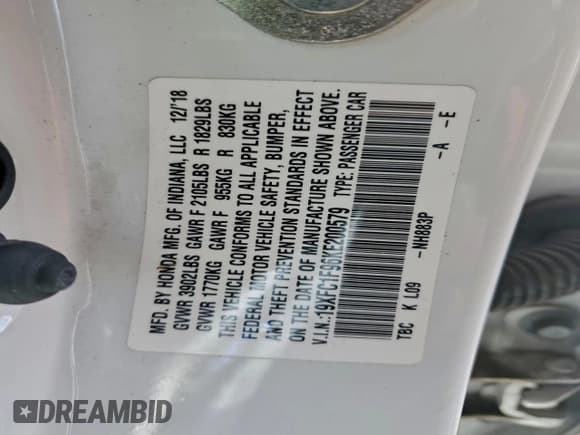 MFD. BY HONDA MFG. OF INDIANA, LLC 12/'18
GVWR 3902LBS GAWR F 2105LBS R 1829LBS
GVWR 1770KG GAWR F 955KG R 830KG
THIS VEHICLE CONFORMS TO ALL APPLICABLE
FEDERAL MOTOR VEHICLE SAFETY, BUMPER,
AND THEFT PREVENTION STANDARDS IN EFFECT
ON THE DATE OF MANUFACTURE SHOWN ABOVE.
V.I.N.:19XFC1F90KE200579 TYPE: PASSENGER CAR
TBC K L09 -NH883P -A -E
DREAMBID